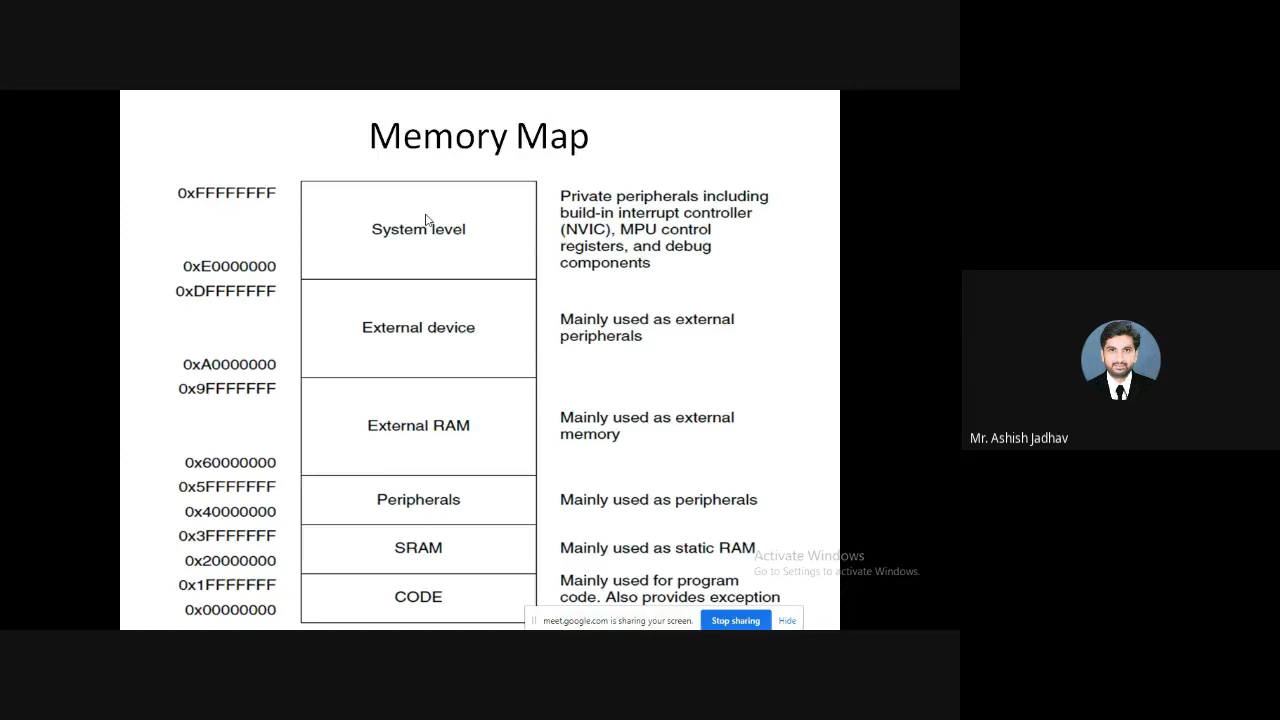 Memory Map
0xFFFFFFFF
System level
Private peripherals including
build-in interrupt controller
(NVIC), MPU control
registers, and debug
components
0xE0000000
0xDFFFFFFF
External device
Mainly used as external
peripherals
0xA0000000
0x9FFFFFFF
External RAM
Mainly used as external
memory
0x60000000
0x5FFFFFFF
Peripherals
Mainly used as peripherals
0x40000000
0x3FFFFFFF
SRAM
Mainly used as static RAM
0x20000000
0x1FFFFFFF
CODE
Mainly used for program
code. Also provides exception
0x00000000
Activate Windows
Go to Settings to activate Windows.
meet.google.com is sharing your screen.
Stop sharing
Hide
Mr. Ashish Jadhav